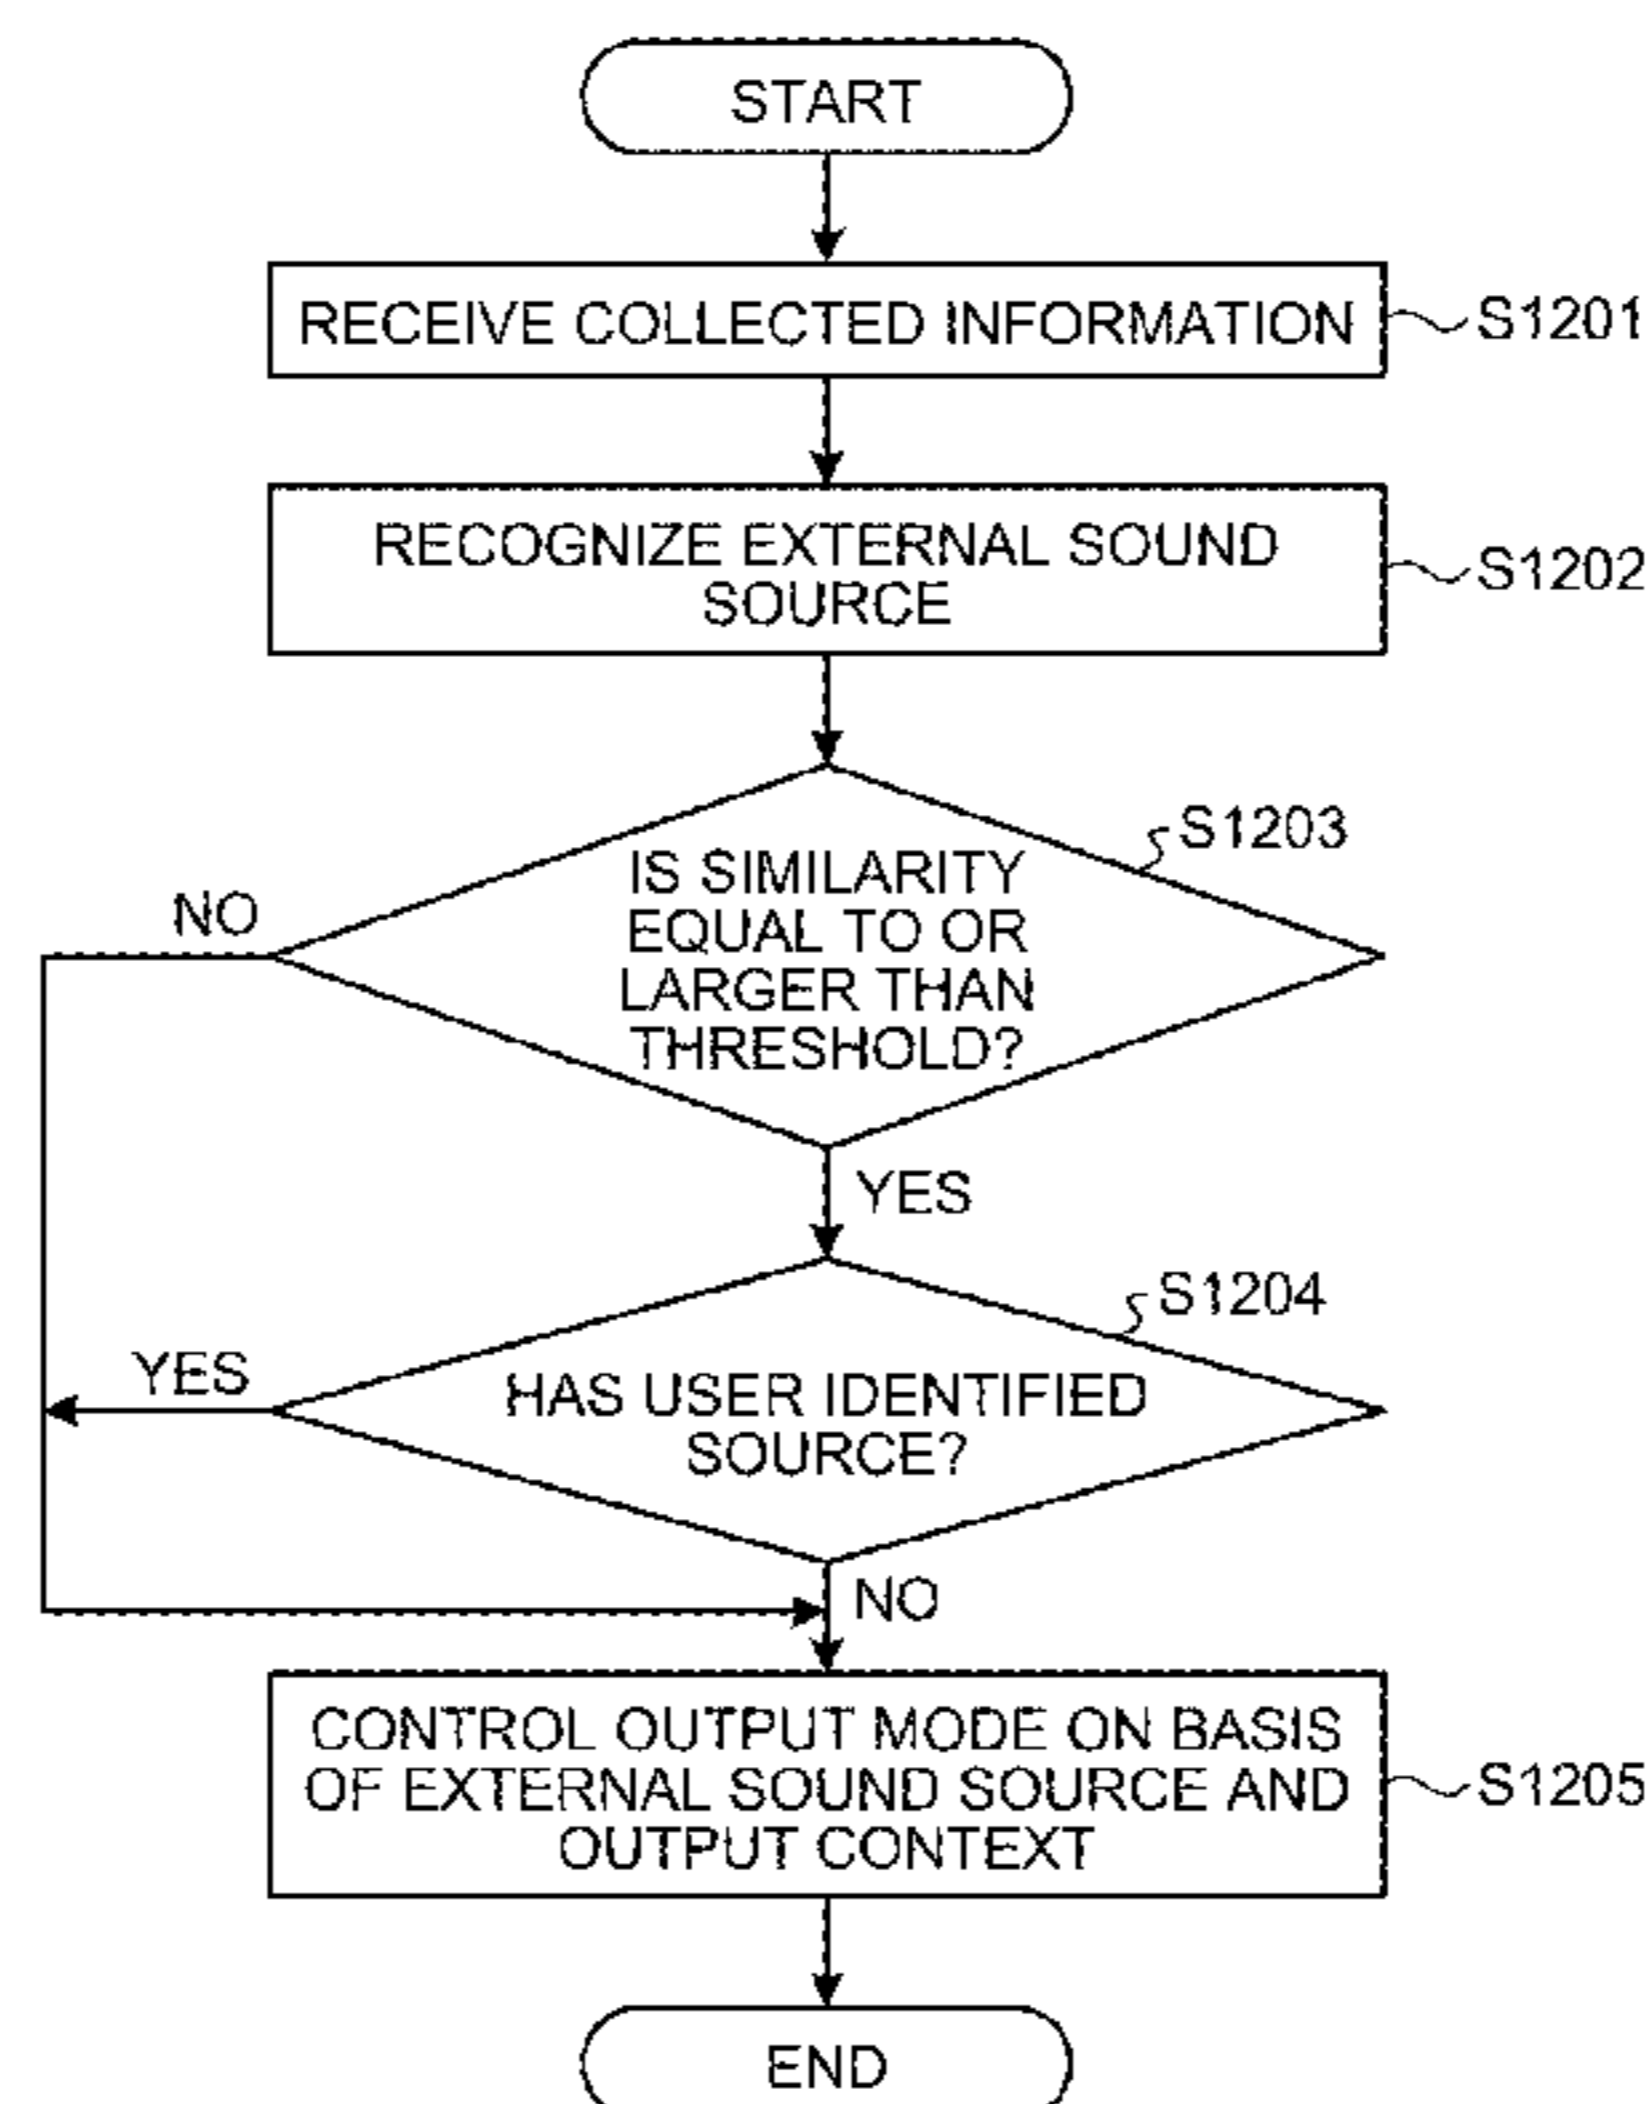 START
RECEIVE COLLECTED INFORMATION
S1201
RECOGNIZE EXTERNAL SOUND
SOURCE
S1202
S1203
IS SIMILARITY
EQUAL TO OR
LARGER THAN
THRESHOLD?
NO
YES
S1204
HAS USER IDENTIFIED
SOURCE?
YES
NO
CONTROL OUTPUT MODE ON BASIS
OF EXTERNAL SOUND SOURCE AND
OUTPUT CONTEXT
S1205
END